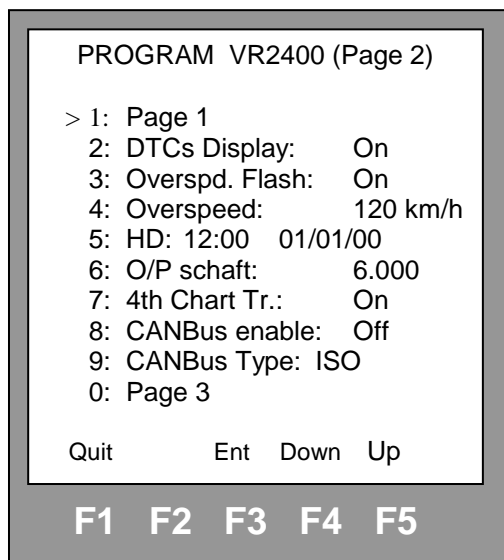 PROGRAM VR2400 (Page 2)
> 1: Page 1
2: DTCs Display: On
3: Overspd. Flash: On
4: Overspeed: 120 km/h
5: HD: 12:00 01/01/00
6: O/P schaft: 6.000
7: 4th Chart Tr.: On
8: CANBus enable: Off
9: CANBus Type: ISO
0: Page 3
Quit Ent Down Up
F1 F2 F3 F4 F5